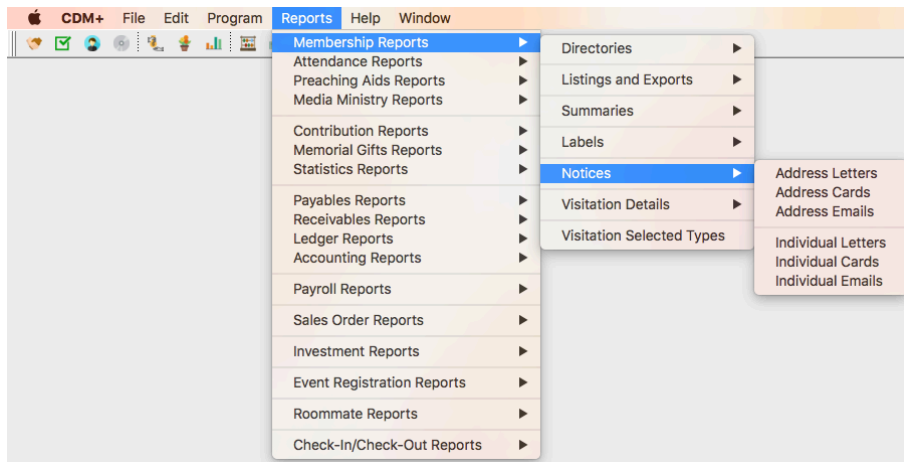 CDM+ File Edit Program Reports Help Window
Membership Reports
Attendance Reports
Preaching Aids Reports
Media Ministry Reports
Contribution Reports
Memorial Gifts Reports
Statistics Reports
Payables Reports
Receivables Reports
Ledger Reports
Accounting Reports
Payroll Reports
Sales Order Reports
Investment Reports
Event Registration Reports
Roommate Reports
Check-In/Check-Out Reports
Directories
Listings and Exports
Summaries
Labels
Notices
Visitation Details
Visitation Selected Types
Address Letters
Address Cards
Address Emails
Individual Letters
Individual Cards
Individual Emails